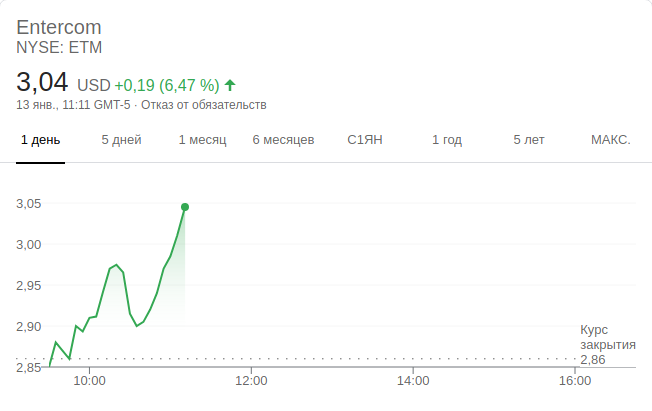 Entercom
NYSE: ETM
3,04 USD +0,19 (6,47 %)
13 янв., 11:11 GMT-5 · Отказ от обязательств
1 день 5 дней 1 месяц 6 месяцев С1ЯН 1 год 5 лет МАКС.
3,05
3,00
2,95
2,90
2,85
Курс
закрытия
2,86
10:00 12:00 14:00 16:00